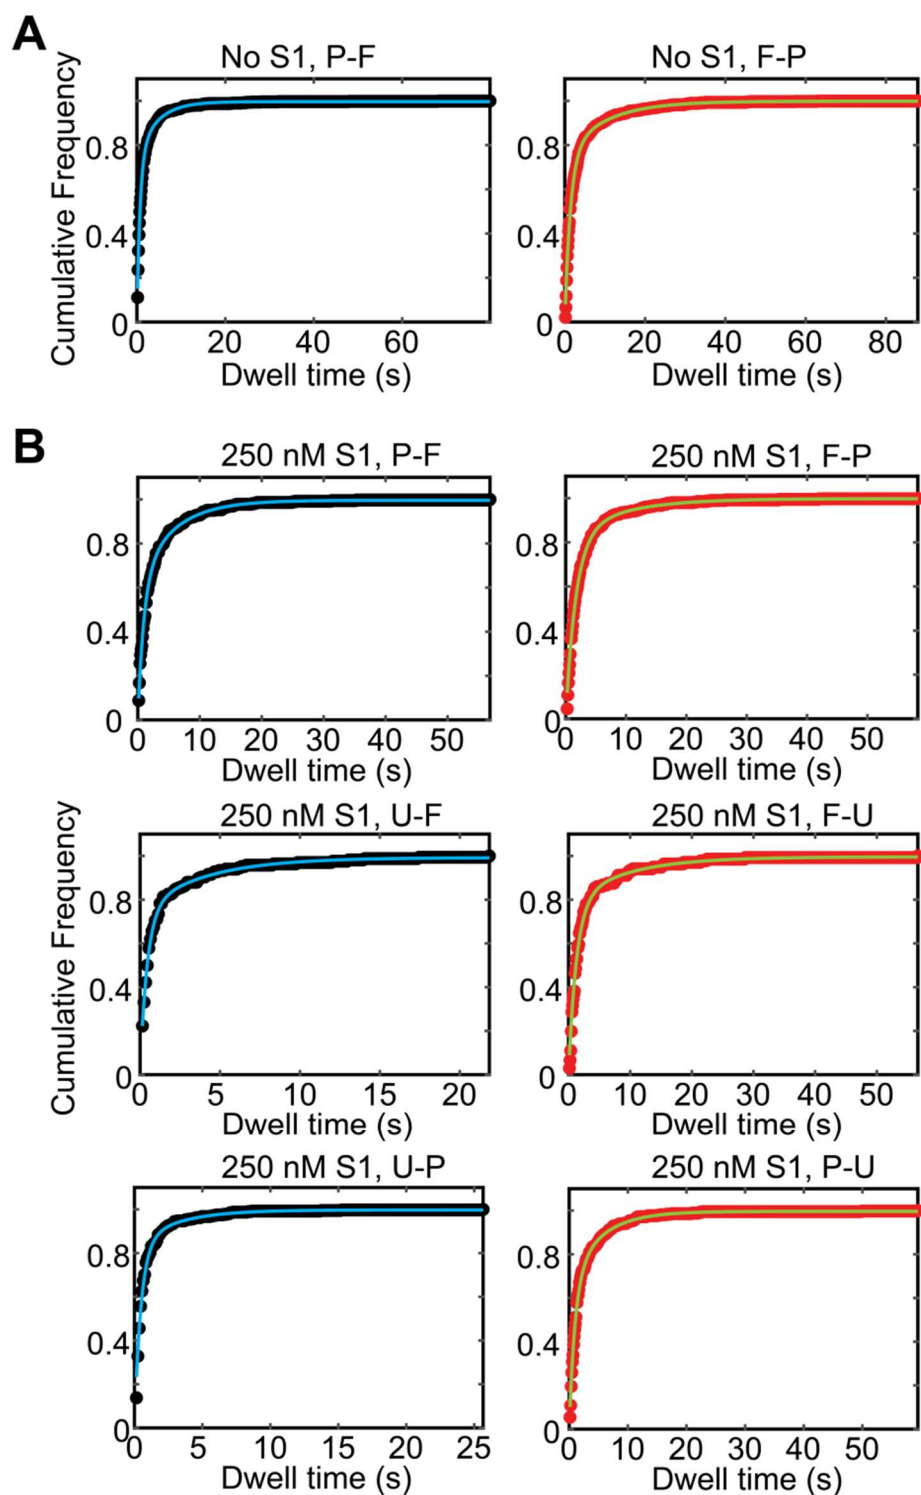 A
No S1, P-F
No S1, F-P
Cumulative Frequency
0.8
0.4
0
0 20 40 60
Dwell time (s)
0.8
0.4
0
0 20 40 60 80
Dwell time (s)
B
250 nM S1, P-F
250 nM S1, F-P
0.8
0.4
0
0 10 20 30 40 50
Dwell time (s)
0.8
0.4
0
0 10 20 30 40 50
Dwell time (s)
Cumulative Frequency
250 nM S1, U-F
250 nM S1, F-U
0.8
0.4
0
0 5 10 15 20
Dwell time (s)
0.8
0.4
0
0 10 20 30 40 50
Dwell time (s)
250 nM S1, U-P
250 nM S1, P-U
0.8
0.4
0
0 5 10 15 20 25
Dwell time (s)
0.8
0.4
0
0 10 20 30 40 50
Dwell time (s)